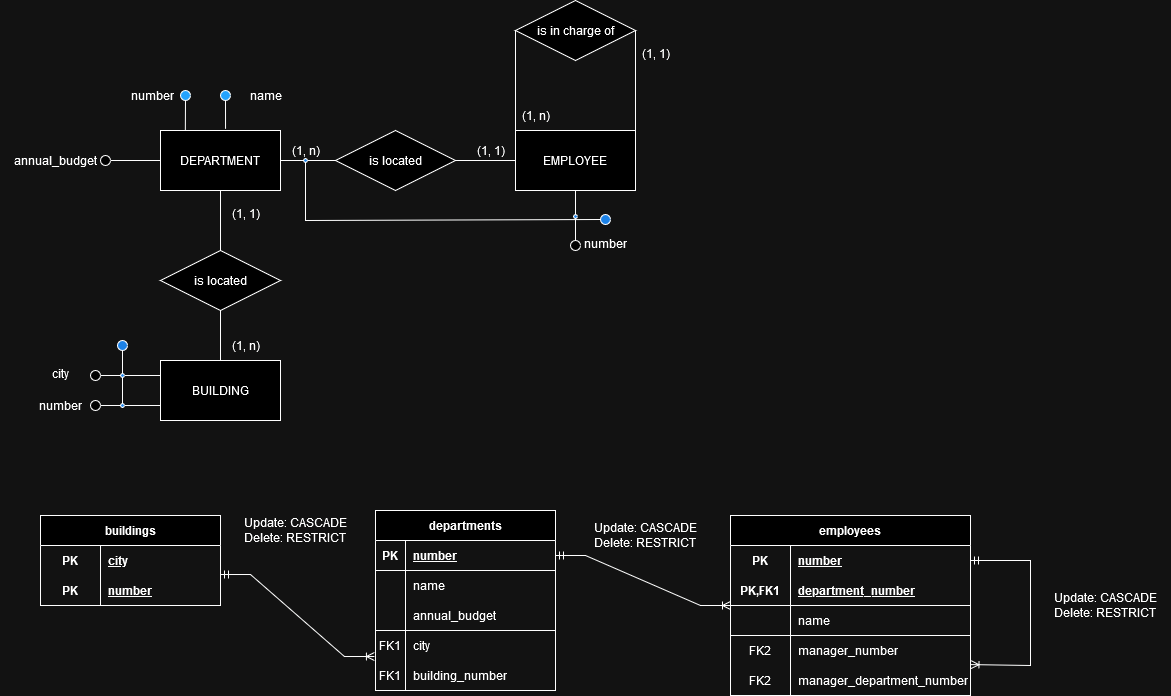 is in charge of
(1, 1)
number
name
(1, n)
annual_budget
DEPARTMENT
(1, n)
is located
(1, 1)
EMPLOYEE
(1, 1)
number
is located
(1, n)
city
number
BUILDING
buildings
PK city
PK number
Update: CASCADE
Delete: RESTRICT
departments
PK number
name
annual_budget
FK1 city
FK1 building_number
Update: CASCADE
Delete: RESTRICT
employees
PK number
PK,FK1 department_number
name
FK2 manager_number
FK2 manager_department_number
Update: CASCADE
Delete: RESTRICT